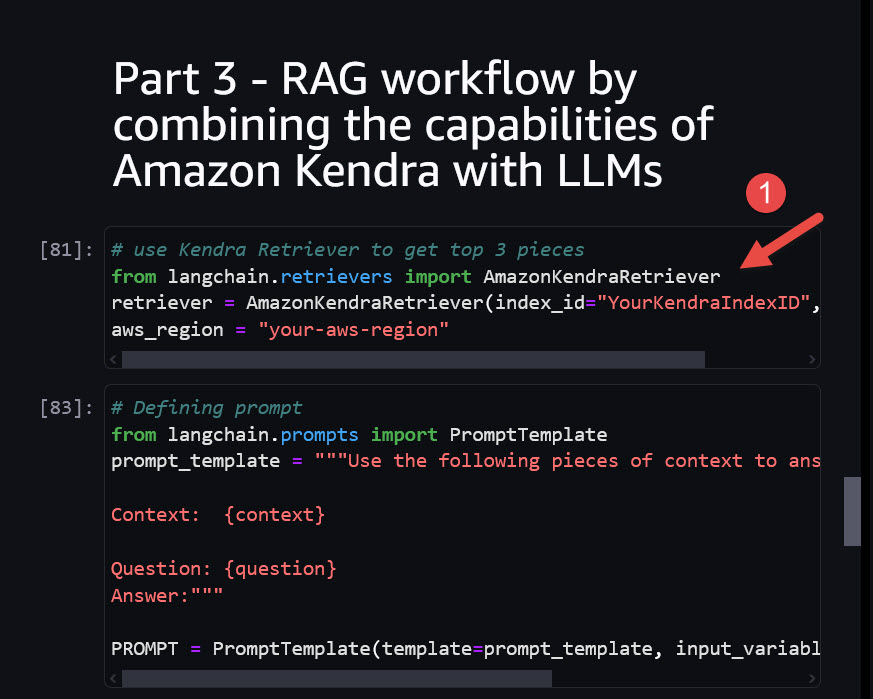 Part 3 - RAG workflow by
combining the capabilities of
Amazon Kendra with LLMs
1
[81]:
# use Kendra Retriever to get top 3 pieces
from langchain.retrievers import AmazonKendraRetriever
retriever = AmazonKendraRetriever(index_id="YourKendraIndexID",
aws_region = "your-aws-region"
[83]:
# Defining prompt
from langchain.prompts import PromptTemplate
prompt_template = """Use the following pieces of context to ans
Context:  {context}
Question: {question}
Answer:"""
PROMPT = PromptTemplate(template=prompt_template, input_variabl